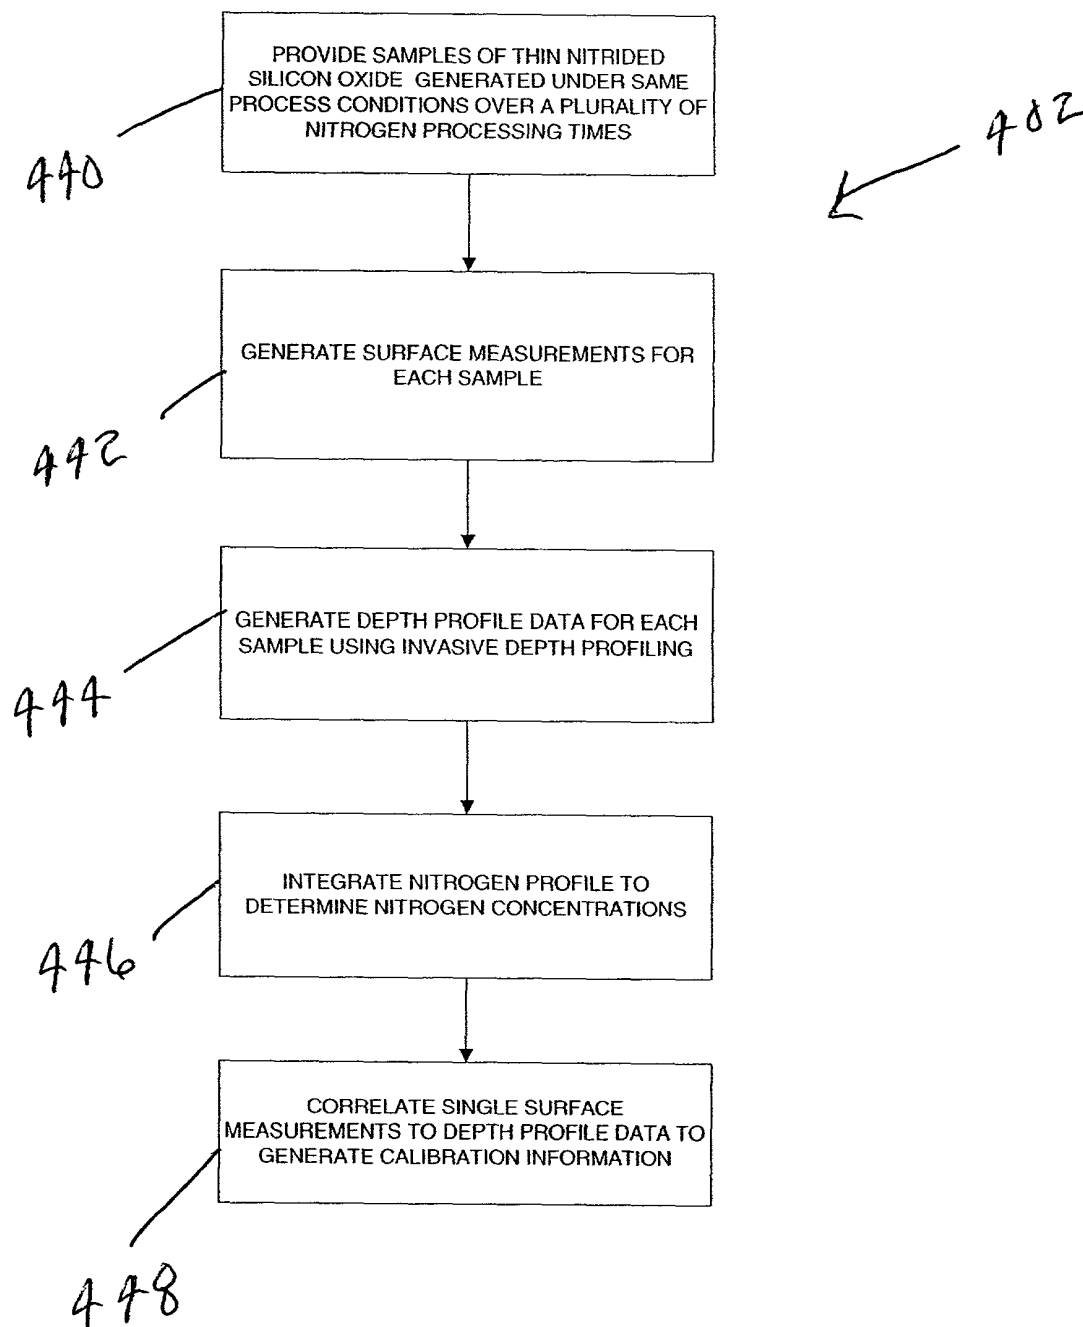 PROVIDE SAMPLES OF THIN NITRIDED
SILICON OXIDE GENERATED UNDER SAME
PROCESS CONDITIONS OVER A PLURALITY OF
NITROGEN PROCESSING TIMES
402
440
GENERATE SURFACE MEASUREMENTS FOR
EACH SAMPLE
442
GENERATE DEPTH PROFILE DATA FOR EACH
SAMPLE USING INVASIVE DEPTH PROFILING
444
INTEGRATE NITROGEN PROFILE TO
DETERMINE NITROGEN CONCENTRATIONS
446
CORRELATE SINGLE SURFACE
MEASUREMENTS TO DEPTH PROFILE DATA TO
GENERATE CALIBRATION INFORMATION
448